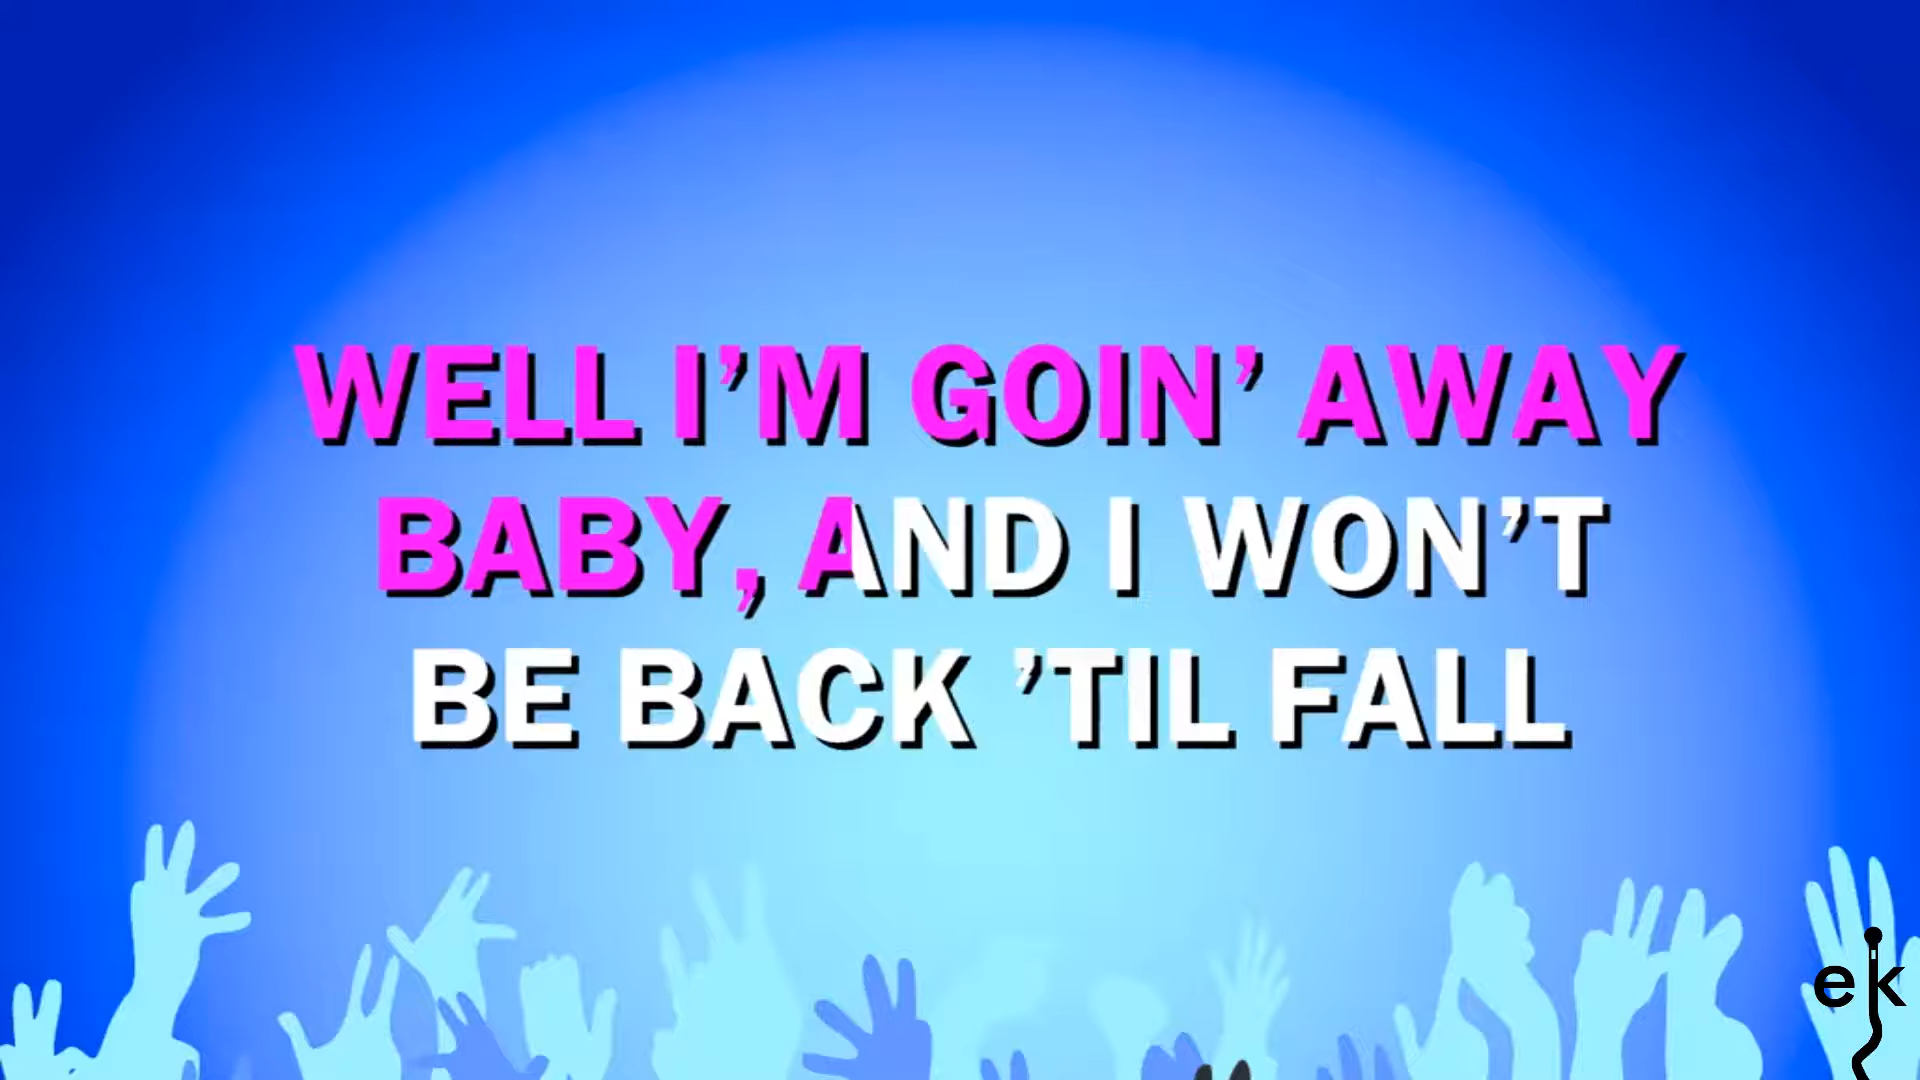 WELL I’M GOIN’ AWAY
BABY, AND I WON’T
BE BACK ’TIL FALL
ek